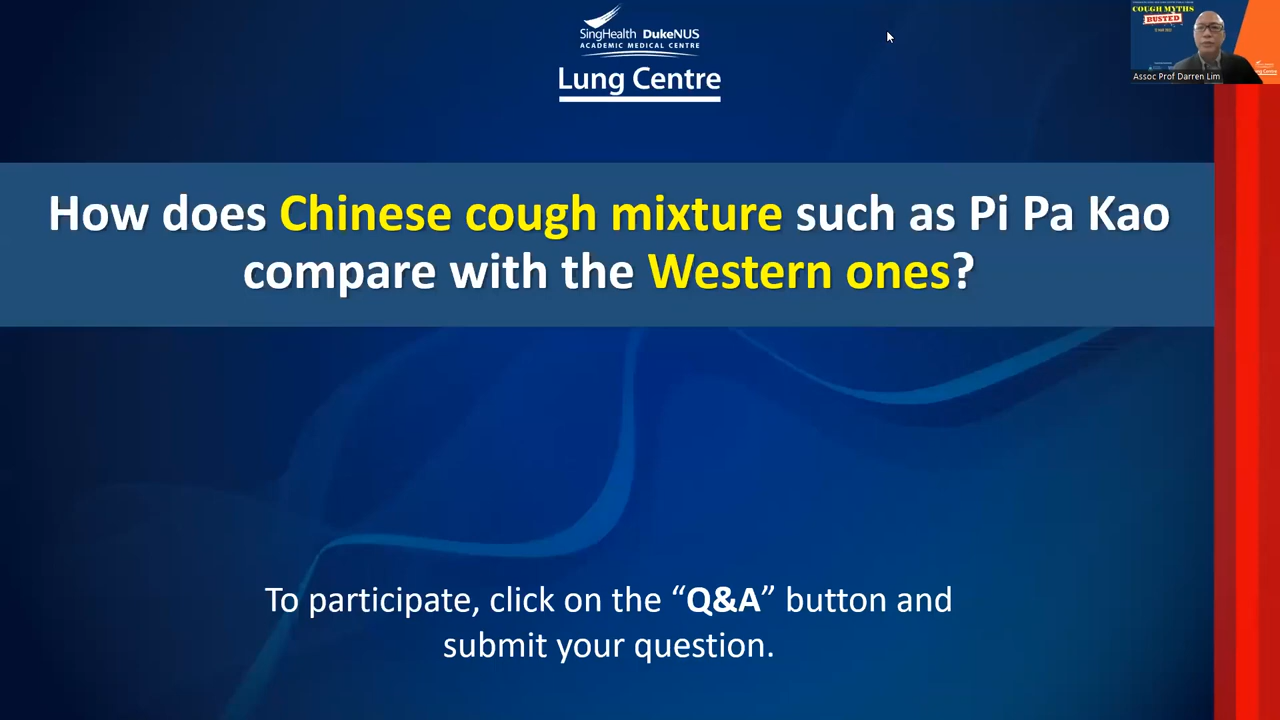 SingHealth DukeNUS
ACADEMIC MEDICAL CENTRE
Lung Centre
COUGH MYTHS
BUSTED
Assoc Prof Darren Lim
How does Chinese cough mixture such as Pi Pa Kao
compare with the Western ones?
To participate, click on the “Q&A” button and
submit your question.